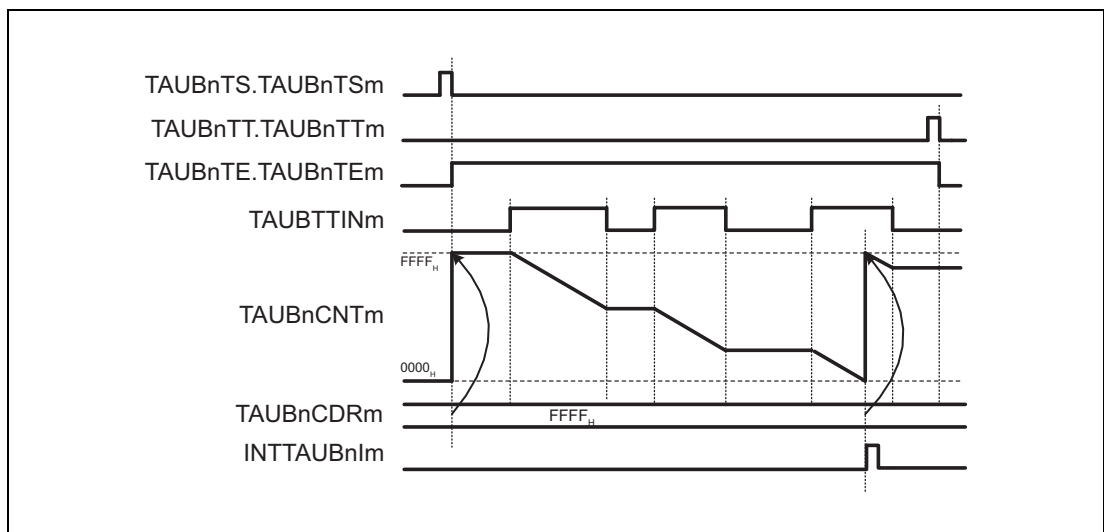 TAUBnTS.TAUBnTSm
TAUBnTT.TAUBnTTm
TAUBnTE.TAUBnTEm
TAUBTTINm
FFFFH
TAUBnCNTm
0000H
TAUBnCDRm
FFFFH
INTTAUBnIm